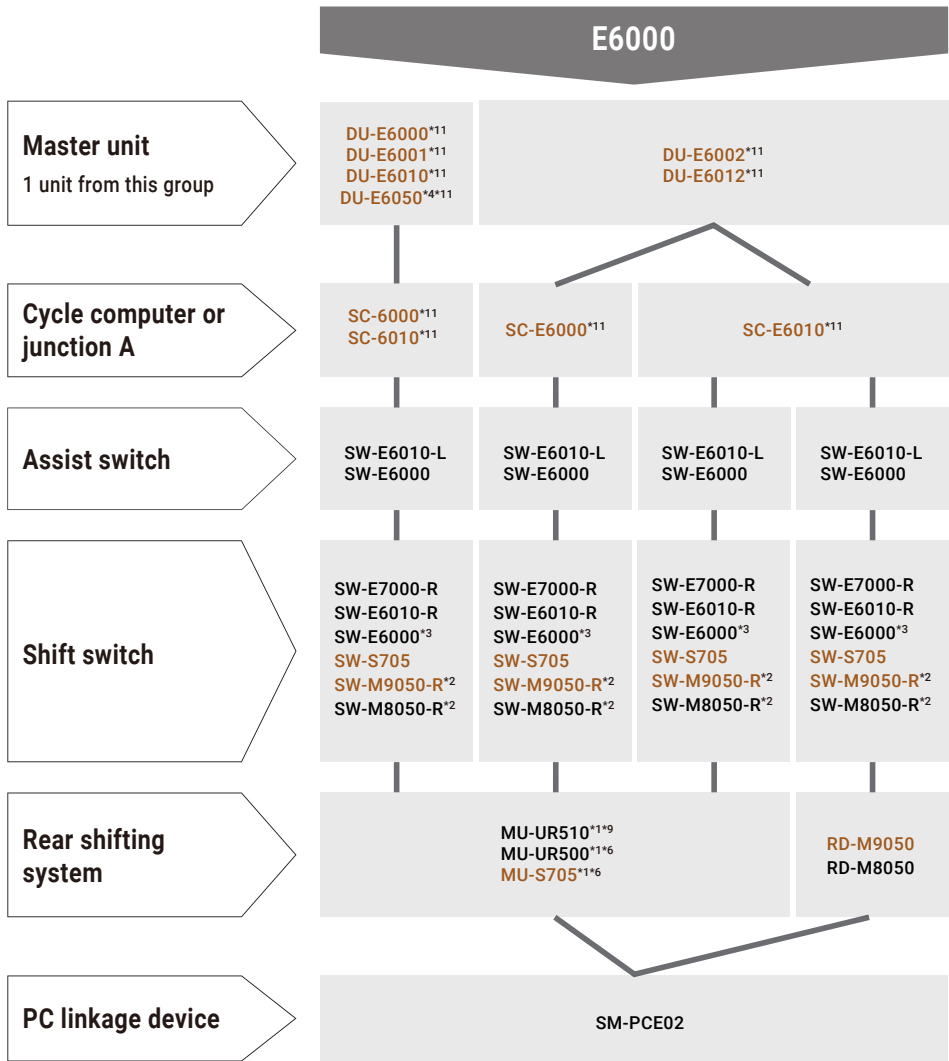 E6000
Master unit
1 unit from this group
DU-E6000*11
DU-E6001*11
DU-E6010*11
DU-E6050*4*11
DU-E6002*11
DU-E6012*11
Cycle computer or
junction A
SC-6000*11
SC-6010*11
SC-E6000*11
SC-E6010*11
Assist switch
SW-E6010-L
SW-E6000
SW-E6010-L
SW-E6000
SW-E6010-L
SW-E6000
SW-E6010-L
SW-E6000
Shift switch
SW-E7000-R
SW-E6010-R
SW-E6000*3
SW-S705
SW-M9050-R*2
SW-M8050-R*2
SW-E7000-R
SW-E6010-R
SW-E6000*3
SW-S705
SW-M9050-R*2
SW-M8050-R*2
SW-E7000-R
SW-E6010-R
SW-E6000*3
SW-S705
SW-M9050-R*2
SW-M8050-R*2
SW-E7000-R
SW-E6010-R
SW-E6000*3
SW-S705
SW-M9050-R*2
SW-M8050-R*2
Rear shifting
system
MU-UR510*1*9
MU-UR500*1*6
MU-S705*1*6
RD-M9050
RD-M8050
PC linkage device
SM-PCE02